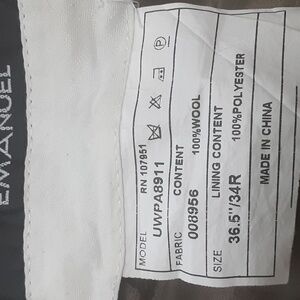 EMANUEL
RN 107951
MODEL UWPA8911
CONTENT 100%WOOL
FABRIC 008956
LINING CONTENT 100%POLYESTER
SIZE 36.5"/34R
MADE IN CHINA
P